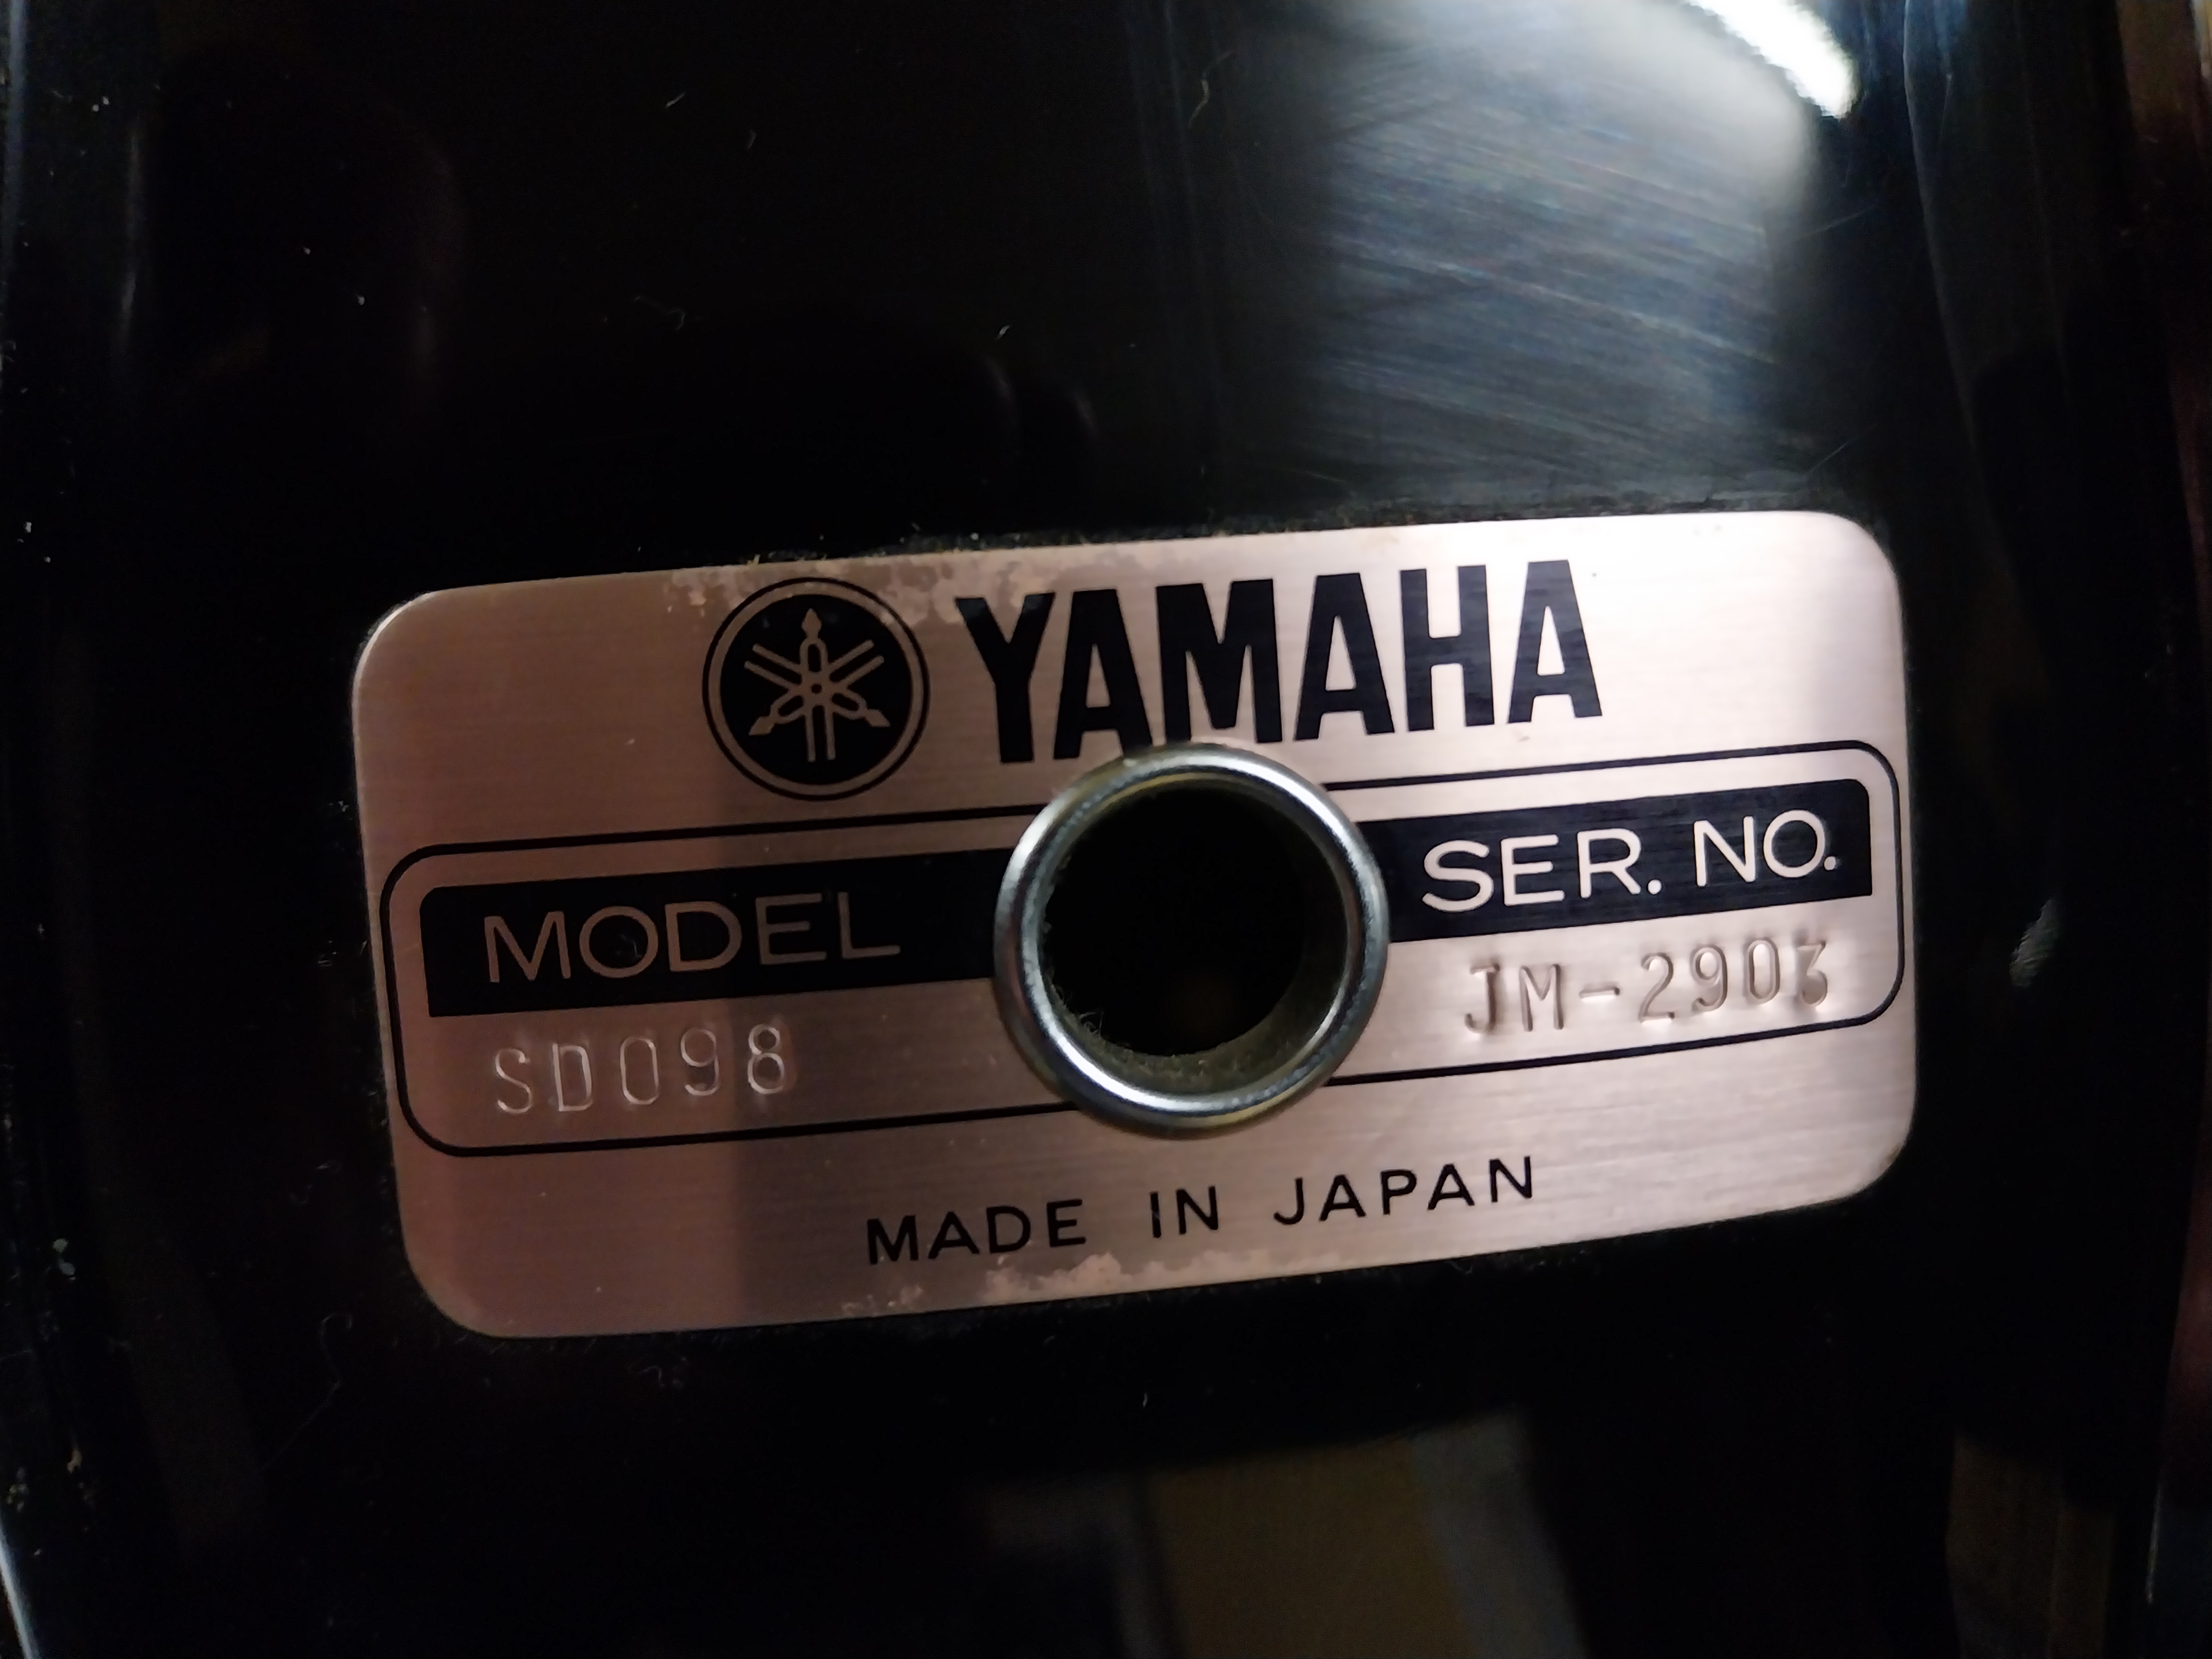 YAMAHA
MODEL SER. NO.
SD098 JM-2903
MADE IN JAPAN